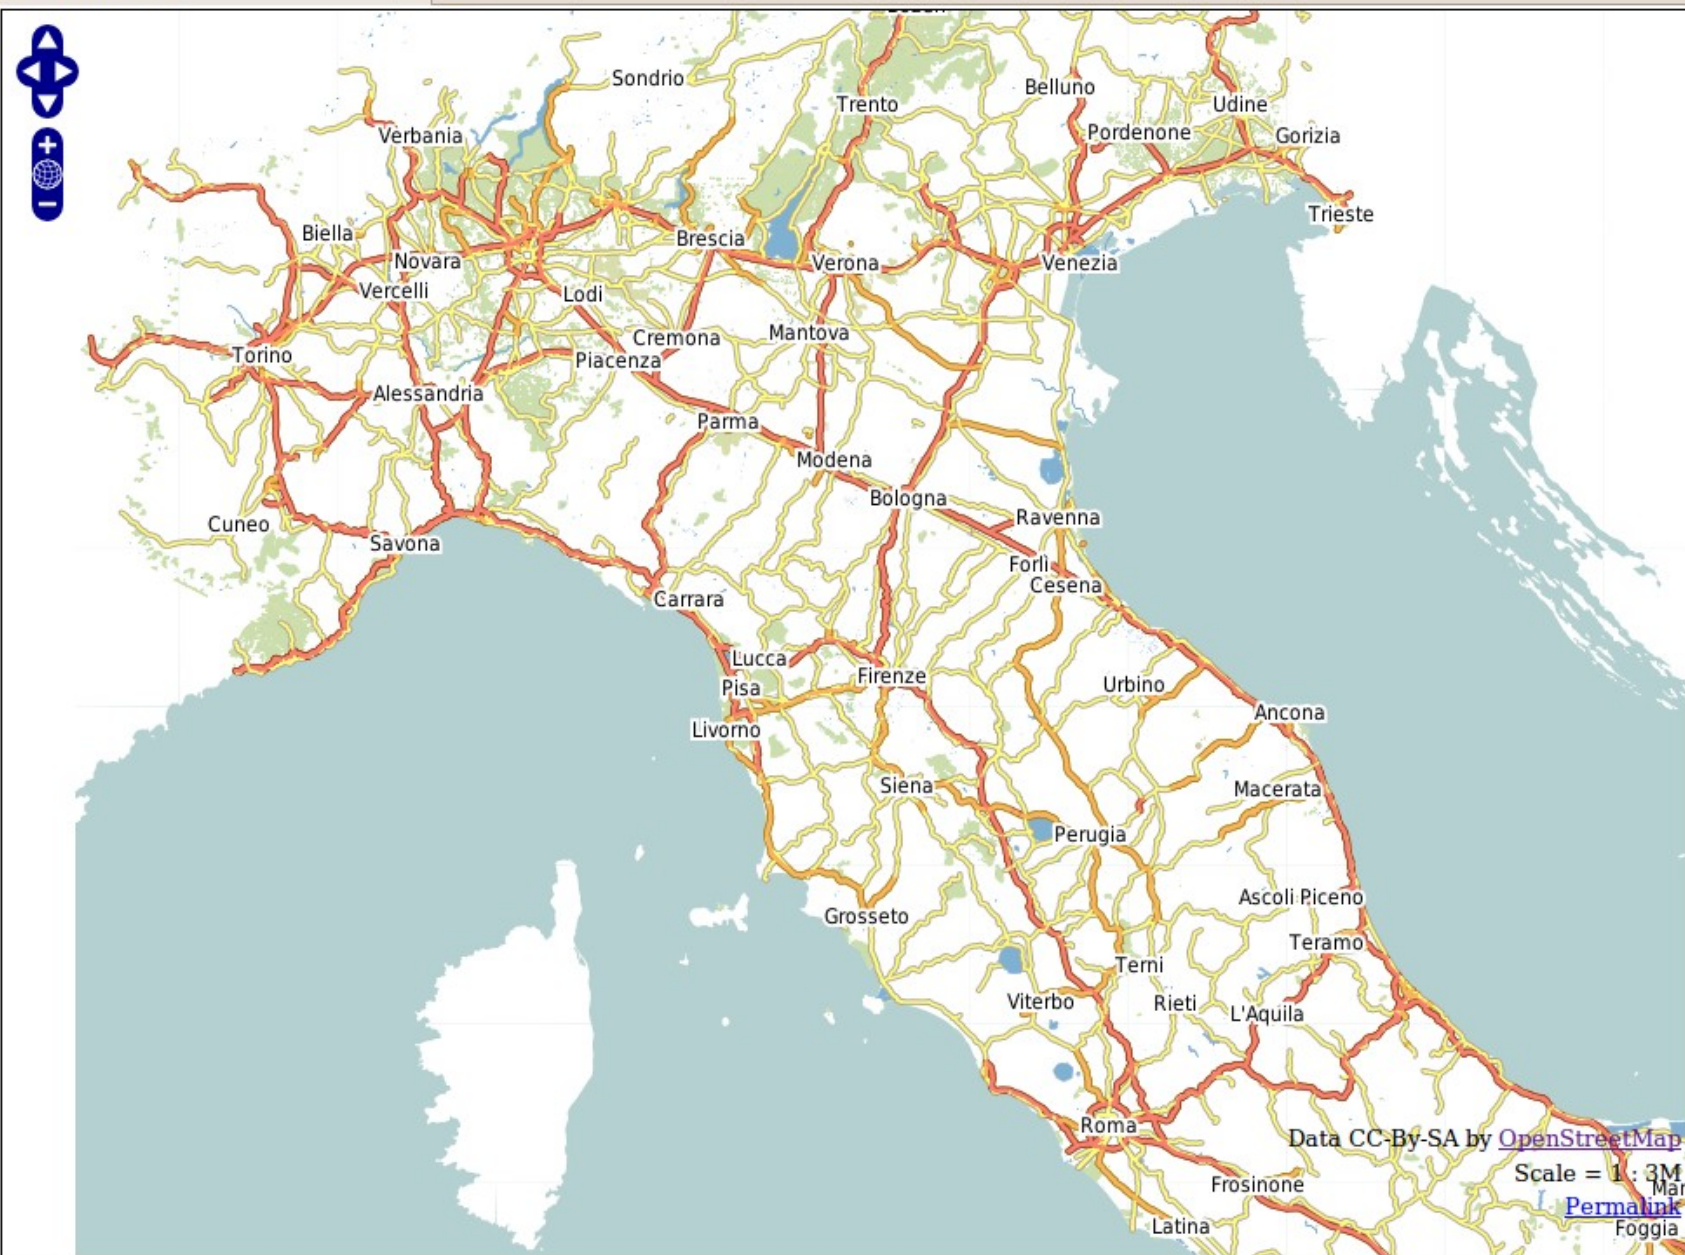 Sondrio
Belluno
Trento
Udine
Verbania
Pordenone
Gorizia
Trieste
Biella
Brescia
Novara
Verona
Venezia
Vercelli
Lodi
Cremona
Mantova
Torino
Piacenza
Alessandria
Parma
Modena
Bologna
Cuneo
Ravenna
Savona
Forlì
Cesena
Carrara
Lucca
Firenze
Pisa
Urbino
Livorno
Ancona
Siena
Macerata
Perugia
Ascoli Piceno
Grosseto
Teramo
Terni
Viterbo
Rieti
L'Aquila
Roma
Data CC-By-SA by OpenStreetMap
Scale = 1 : 3M
Frosinone
Permalink
Latina
Foggia